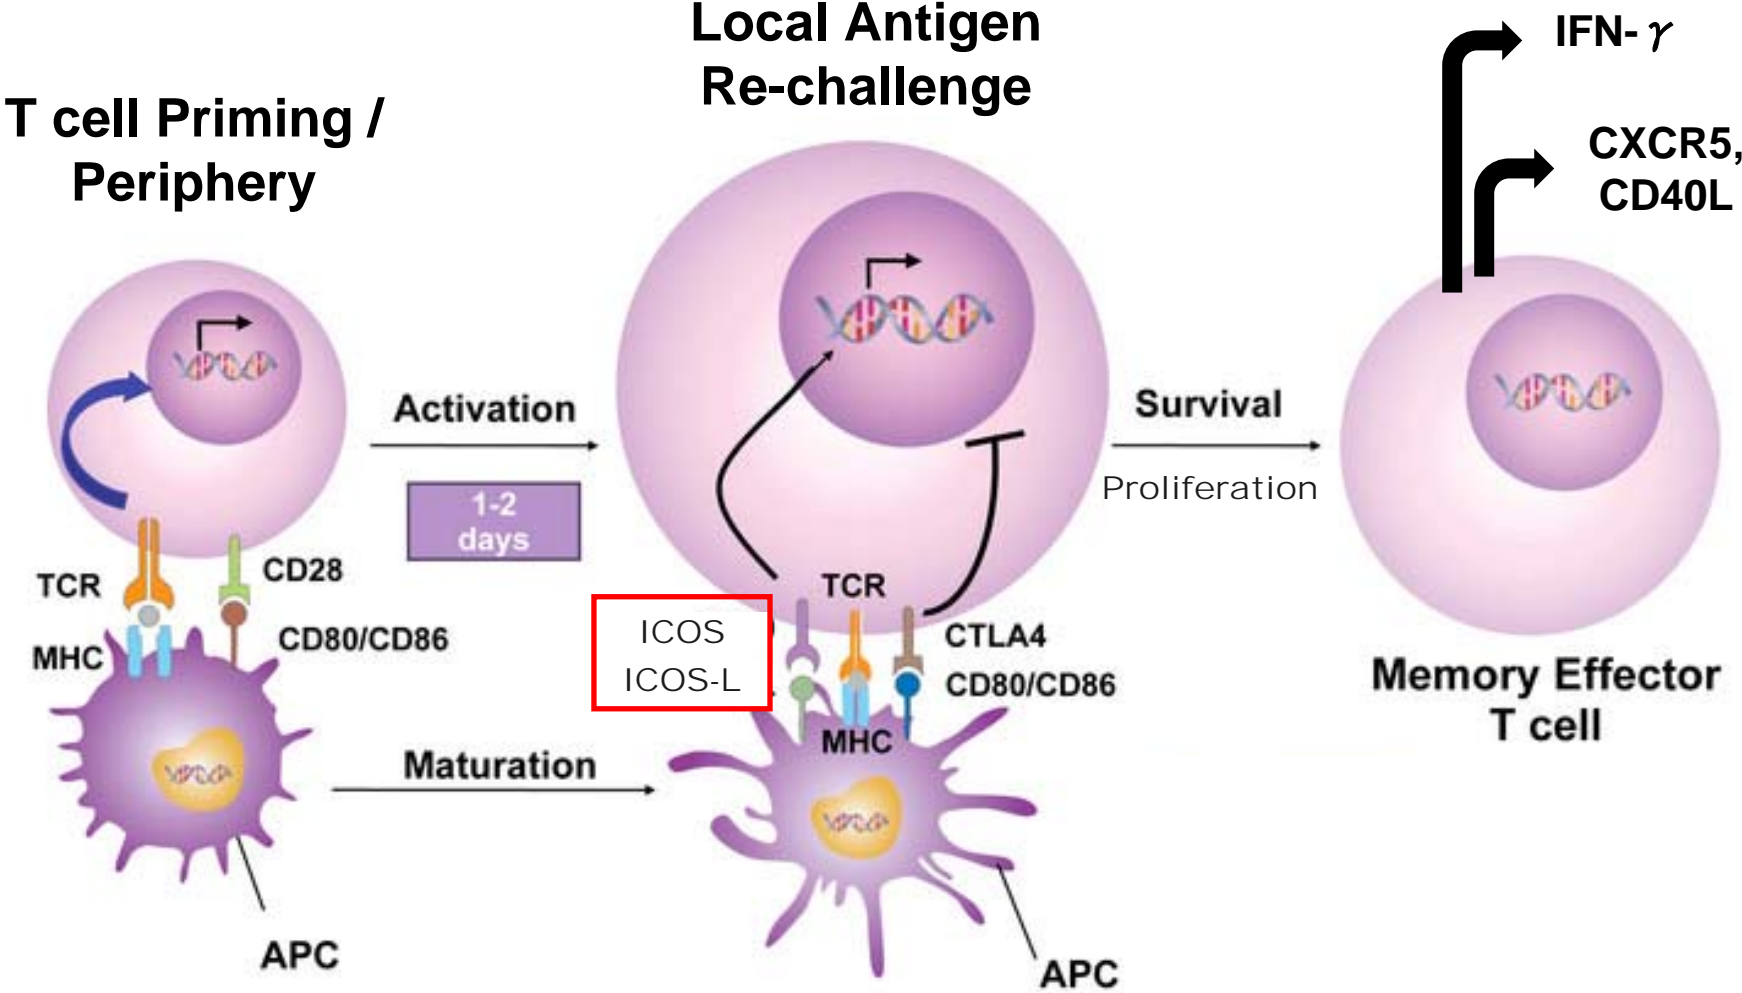 Local Antigen
Re-challenge
T cell Priming /
Periphery
IFN-γ
CXCR5,
CD40L
Activation
1-2
days
Survival
Proliferation
TCR
CD28
MHC
CD80/CD86
ICOS
ICOS-L
TCR
CTLA4
CD80/CD86
MHC
Memory Effector
T cell
Maturation
APC
APC